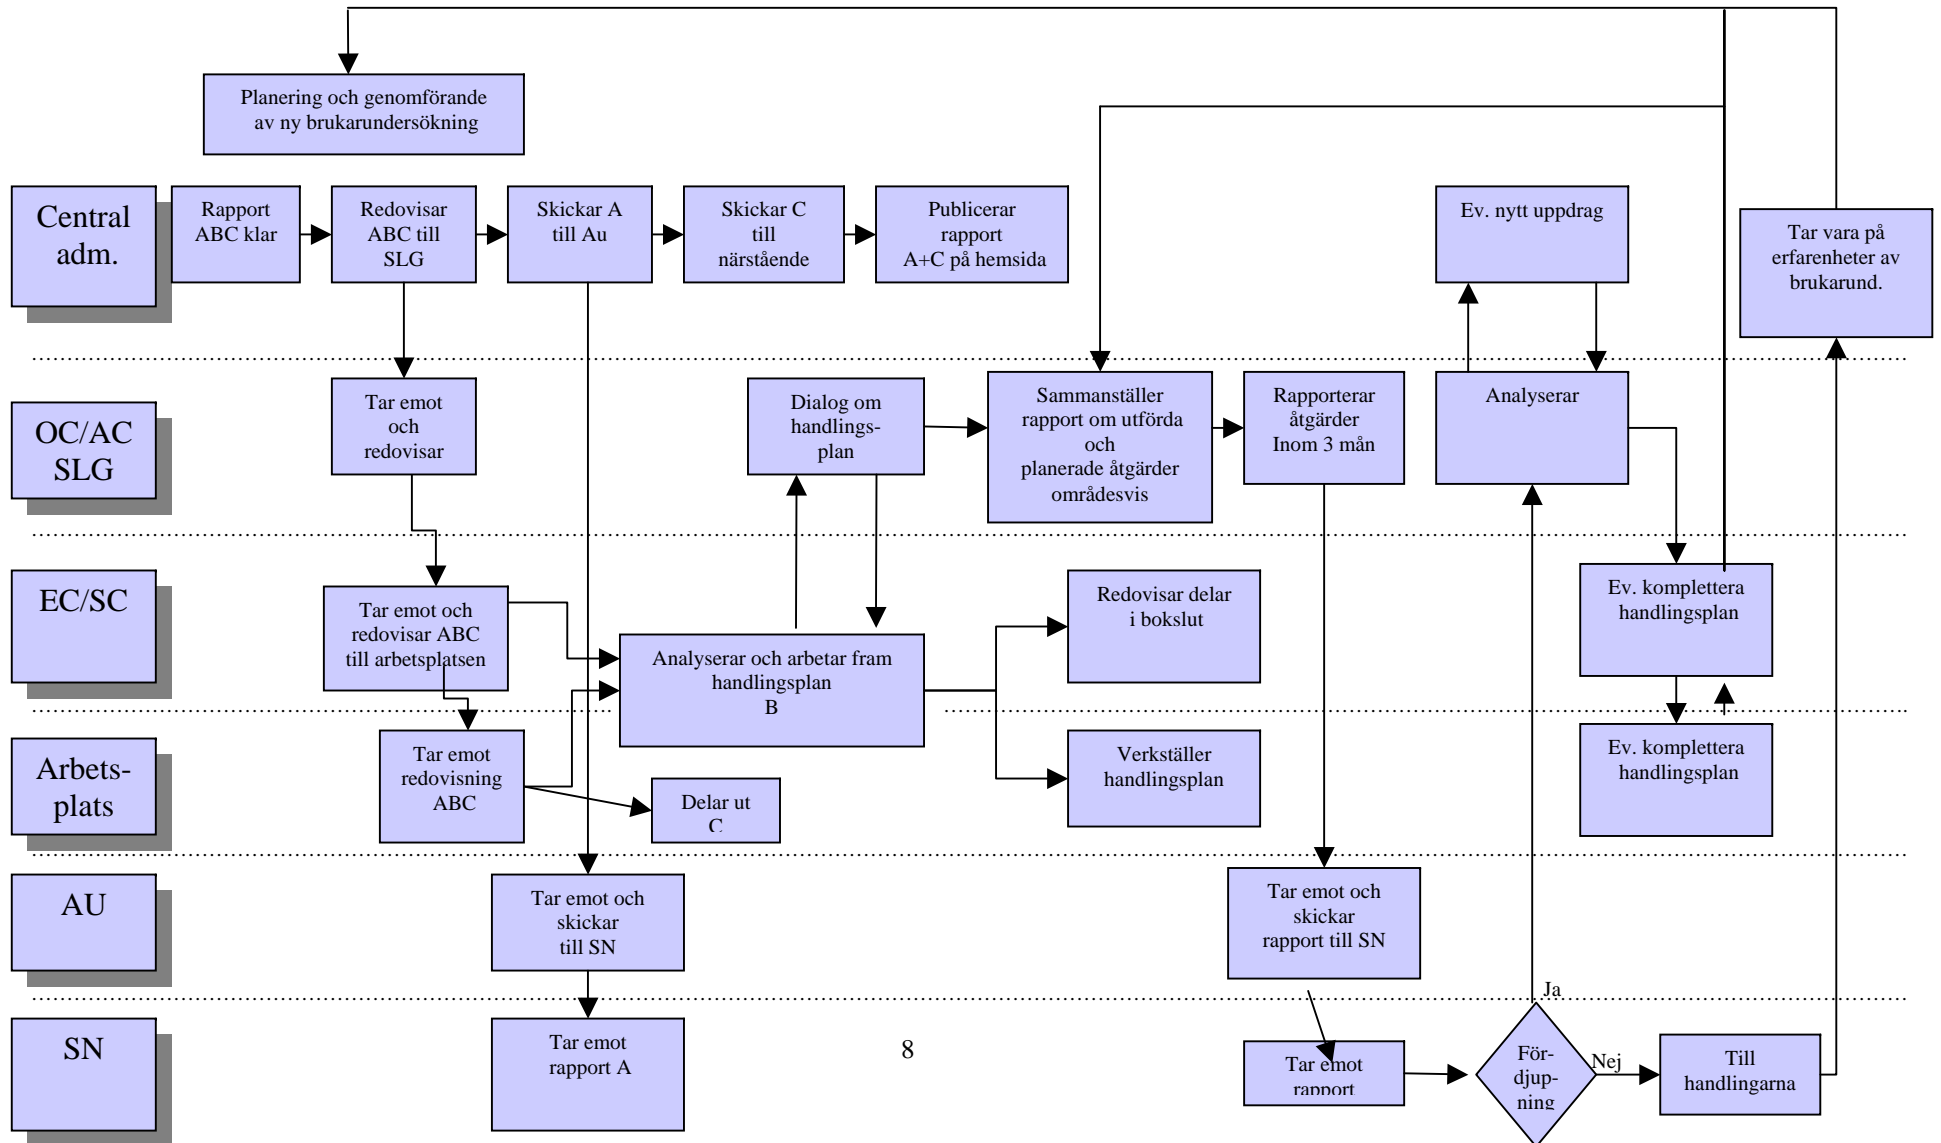 Planering och genomförande
av ny brukarundersökning
Central
adm.
Rapport
ABC klar
Redovisar
ABC till
SLG
Skickar A
till Au
Skickar C
till
närstående
Publicerar
rapport
A+C på hemsida
Ev. nytt uppdrag
Tar vara på
erfarenheter av
brukarund.
OC/AC
SLG
Tar emot
och
redovisar
Dialog om
handlings-
plan
Sammanställer
rapport om utförda
och
planerade åtgärder
områdesvis
Rapporterar
åtgärder
Inom 3 mån
Analyserar
EC/SC
Tar emot och
redovisar ABC
till arbetsplatsen
Analyserar och arbetar fram
handlingsplan
B
Redovisar delar
i bokslut
Ev. komplettera
handlingsplan
Arbets-
plats
Tar emot
redovisning
ABC
Delar ut
C
Verkställer
handlingsplan
Ev. komplettera
handlingsplan
AU
Tar emot och
skickar
till SN
Tar emot och
skickar
rapport till SN
SN
Tar emot
rapport A
8
Tar emot
rapport
Ja
För-
djup-
ning
Nej
Till
handlingarna